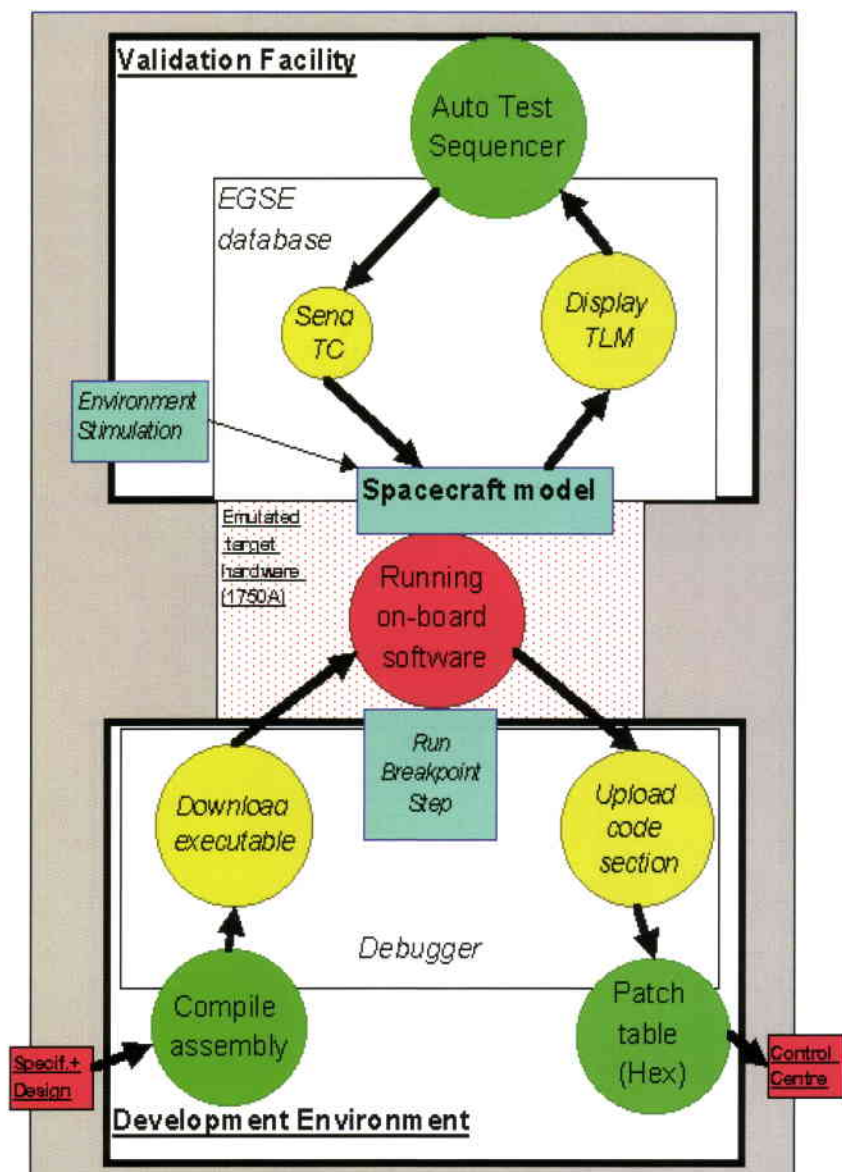 Validation Facility
Auto Test
Sequencer
EGSE
database
Send
TC
Display
TLM
Environment
Stimulation
Spacecraft model
Emutated
target
hardware
(1750A)
Running
on-board
software
Run
Breakpoint
Step
Download
executable
Upload
code
section
Debugger
Compile
assembly
Patch
table
(Hex)
Specif.+
Design
Control
Centre
Development Environment